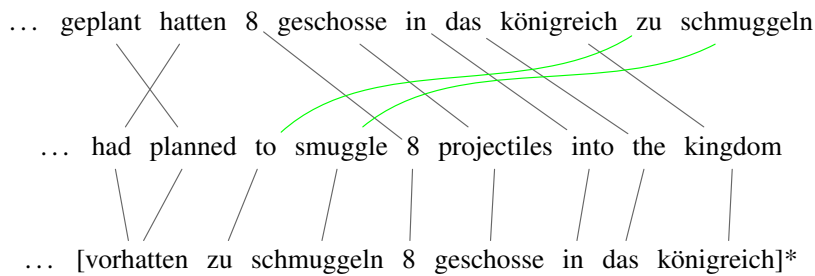 ... geplant hatten 8 geschosse in das königreich zu schmuggeln
... had planned to smuggle 8 projectiles into the kingdom
... [vorhatten zu schmuggeln 8 geschosse in das königreich]*